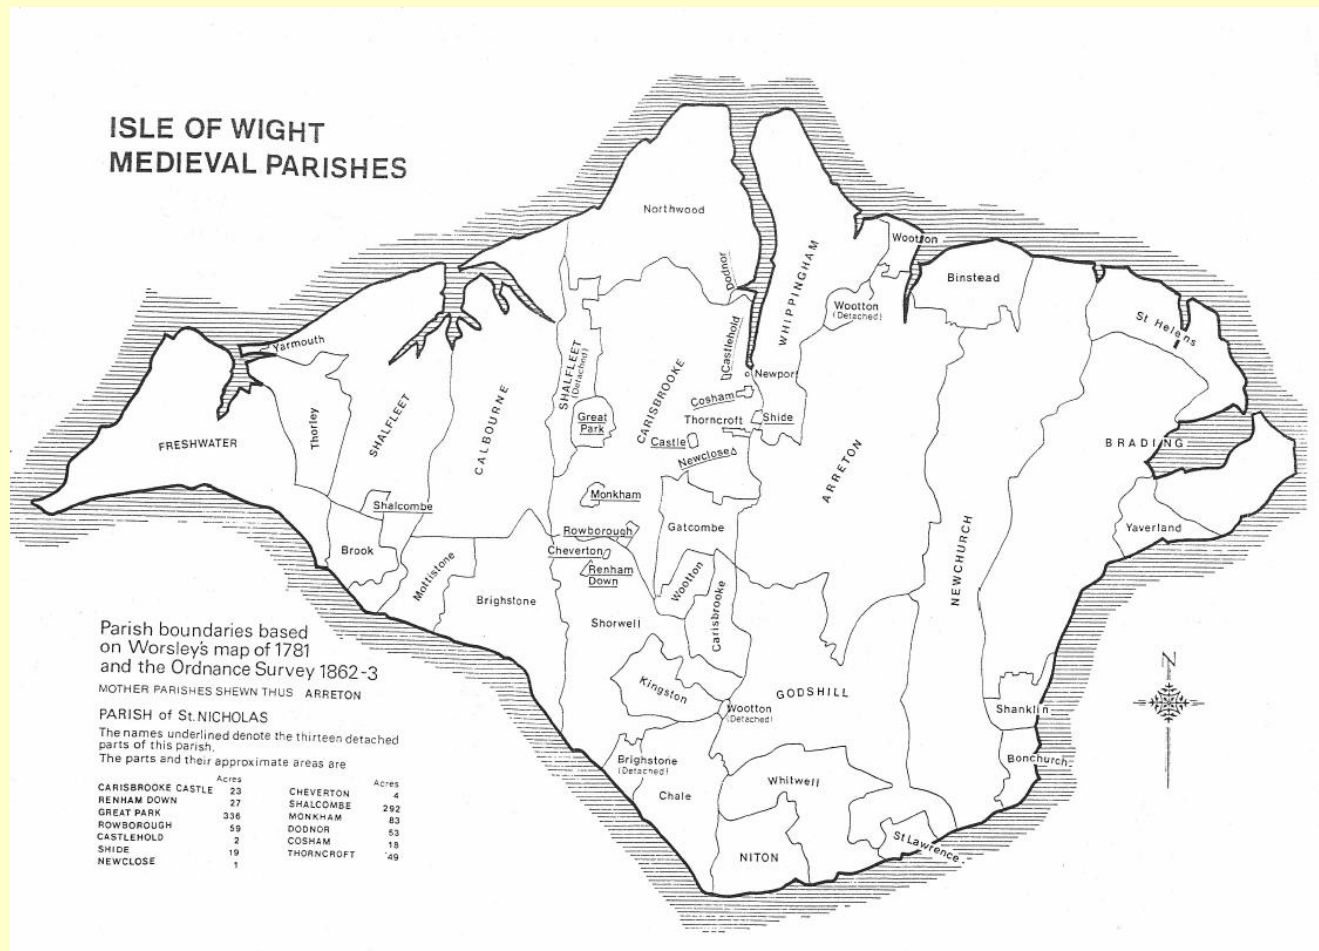 ISLE OF WIGHT
MEDIEVAL PARISHES
Northwood
Dodnor
WHIPPINGHAM
Wootton
Binstead
Wootton
(Detached)
St Helens
Yarmouth
Castlehold
Newport
SHALFLEET
(Detached)
CARISBROOKE
Cosham
Great
Park
Thorncroft
Shide
Thorley
SHALFLEET
CALBOURNE
FRESHWATER
Castle
Newclose
ARRETON
BRADING
Monkham
Shalcombe
Rowborough
Gatcombe
Yaverland
Brook
Cheverton
NEWCHURCH
Mottistone
Renham
Down
Wootton
Carisbrooke
Brighstone
Shorwell
Kingston
GODSHILL
Wootton
(Detached)
Shanklin
Brighstone
(Detached)
Bonchurch.
Chale
Whitwell
NITON
St Lawrence.
N
Parish boundaries based
on Worsley's map of 1781
and the Ordnance Survey 1862-3
MOTHER PARISHES SHEWN THUS ARRETON
PARISH of St. NICHOLAS
The names underlined denote the thirteen detached
parts of this parish.
The parts and their approximate areas are
Acres Acres
CARISBROOKE CASTLE 23 CHEVERTON 4
RENHAM DOWN 27 SHALCOMBE 292
GREAT PARK 336 MONKHAM 83
ROWBOROUGH 59 DODNOR 53
CASTLEHOLD 2 COSHAM 18
SHIDE 19 THORNCROFT 49
NEWCLOSE 1